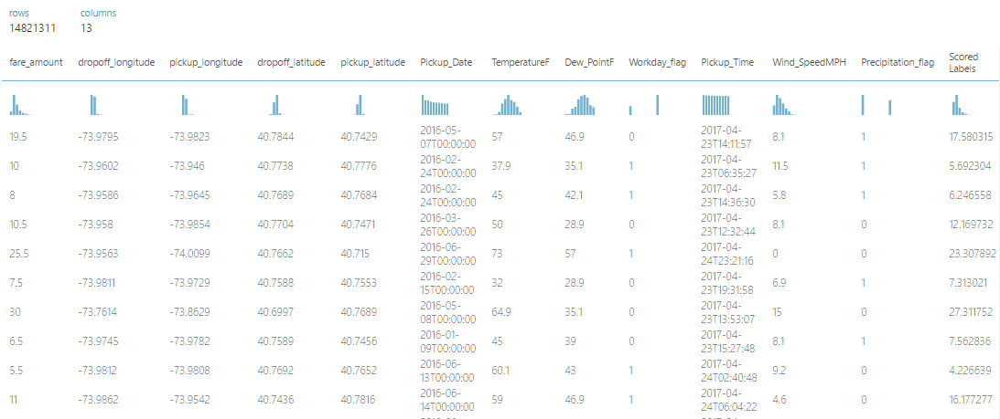 rows columns
14821311 13
fare_amount dropoff_longitude pickup_longitude dropoff_latitude pickup_latitude Pickup_Date TemperatureF Dew_PointF Workday_flag Pickup_Time Wind_SpeedMPH Precipitation_flag Scored
Labels
19.5 -73.9795 -73.9823 40.7844 40.7429 2016-05-07T00:00:00 57 46.9 0 2017-04-23T14:11:57 8.1 1 17.580315
10 -73.9602 -73.946 40.7738 40.7776 2016-02-24T00:00:00 37.9 35.1 1 2017-04-23T06:35:27 11.5 1 5.692304
8 -73.9586 -73.9645 40.7689 40.7684 2016-02-24T00:00:00 45 42.1 1 2017-04-23T14:36:30 5.8 1 6.246558
10.5 -73.958 -73.9854 40.7704 40.7471 2016-03-26T00:00:00 50 28.9 0 2017-04-23T12:32:44 8.1 0 12.169732
25.5 -73.9563 -74.0099 40.7662 40.715 2016-06-29T00:00:00 73 57 1 2017-04-24T23:21:16 0 0 23.307892
7.5 -73.9811 -73.9729 40.7588 40.7553 2016-02-15T00:00:00 32 28.9 0 2017-04-23T19:31:58 6.9 1 7.313021
30 -73.7614 -73.8629 40.6997 40.7689 2016-05-08T00:00:00 64.9 35.1 0 2017-04-23T13:53:07 15 0 27.311752
6.5 -73.9745 -73.9782 40.7589 40.7456 2016-01-09T00:00:00 45 39 0 2017-04-23T15:27:48 8.1 1 7.562836
5.5 -73.9812 -73.9808 40.7692 40.7652 2016-06-13T00:00:00 60.1 43 1 2017-04-24T02:40:48 9.2 0 4.226639
11 -73.9862 -73.9542 40.7436 40.7816 2016-06-14T00:00:00 59 46.9 1 2017-04-24T06:04:22 4.6 0 16.177277